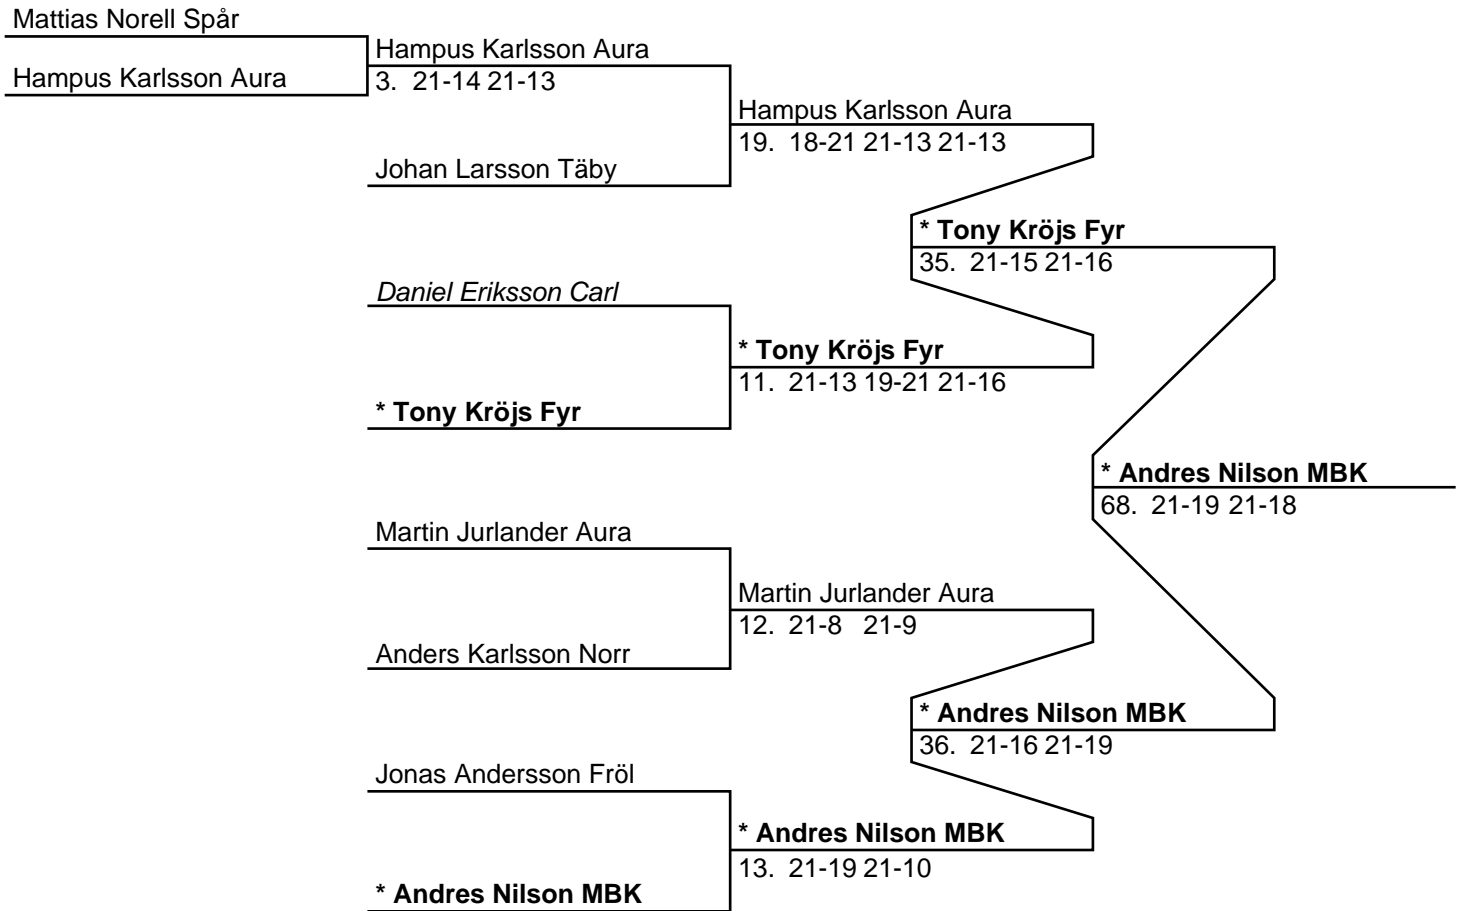 Mattias Norell Spår
Hampus Karlsson Aura
Hampus Karlsson Aura
3. 21-14 21-13
Hampus Karlsson Aura
19. 18-21 21-13 21-13
Johan Larsson Täby
* Tony Kröjs Fyr
35. 21-15 21-16
Daniel Eriksson Carl
* Tony Kröjs Fyr
11. 21-13 19-21 21-16
* Tony Kröjs Fyr
* Andres Nilson MBK
68. 21-19 21-18
Martin Jurlander Aura
Martin Jurlander Aura
12. 21-8 21-9
Anders Karlsson Norr
* Andres Nilson MBK
36. 21-16 21-19
Jonas Andersson Fröl
* Andres Nilson MBK
13. 21-19 21-10
* Andres Nilson MBK